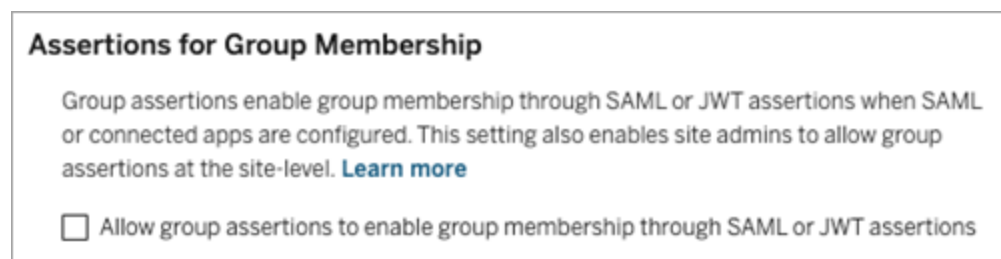 Assertions for Group Membership
Group assertions enable group membership through SAML or JWT assertions when SAML
or connected apps are configured. This setting also enables site admins to allow group
assertions at the site-level. Learn more
Allow group assertions to enable group membership through SAML or JWT assertions